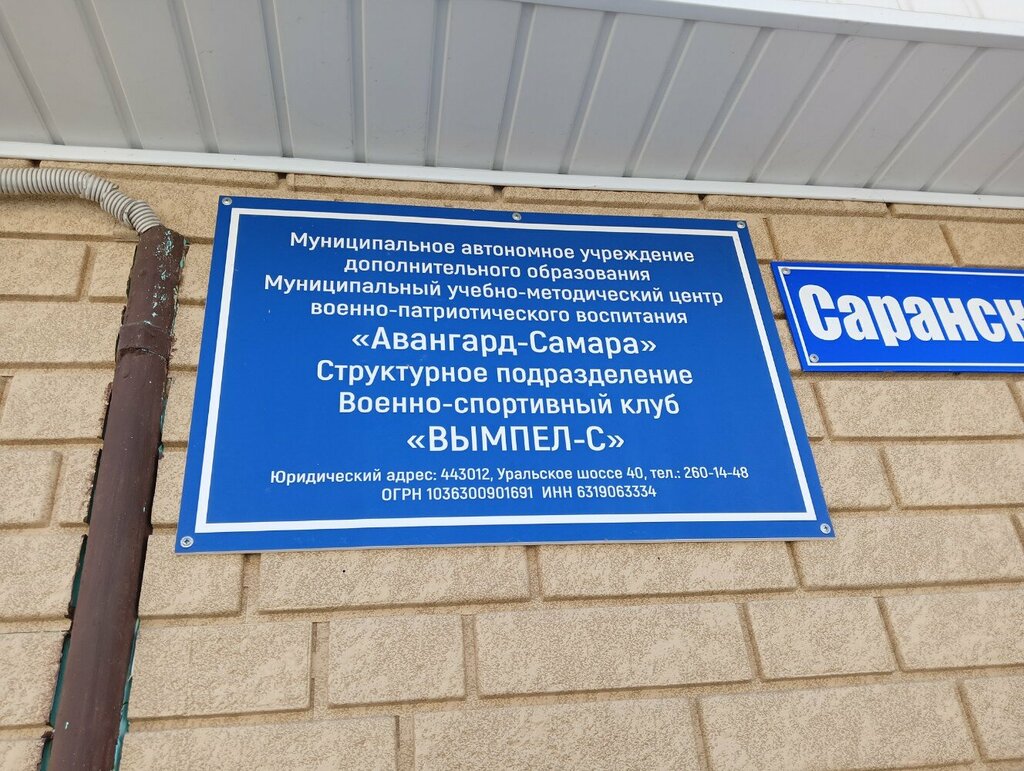 Муниципальное автономное учреждение
дополнительного образования
Муниципальный учебно-методический центр
военно-патриотического воспитания
«Авангард-Самара»
Структурное подразделение
Военно-спортивный клуб
«ВЫМПЕЛ-С»
Юридический адрес: 443012, Уральское шоссе 40, тел.: 260-14-48
ОГРН 1036300901691 ИНН 6319063334